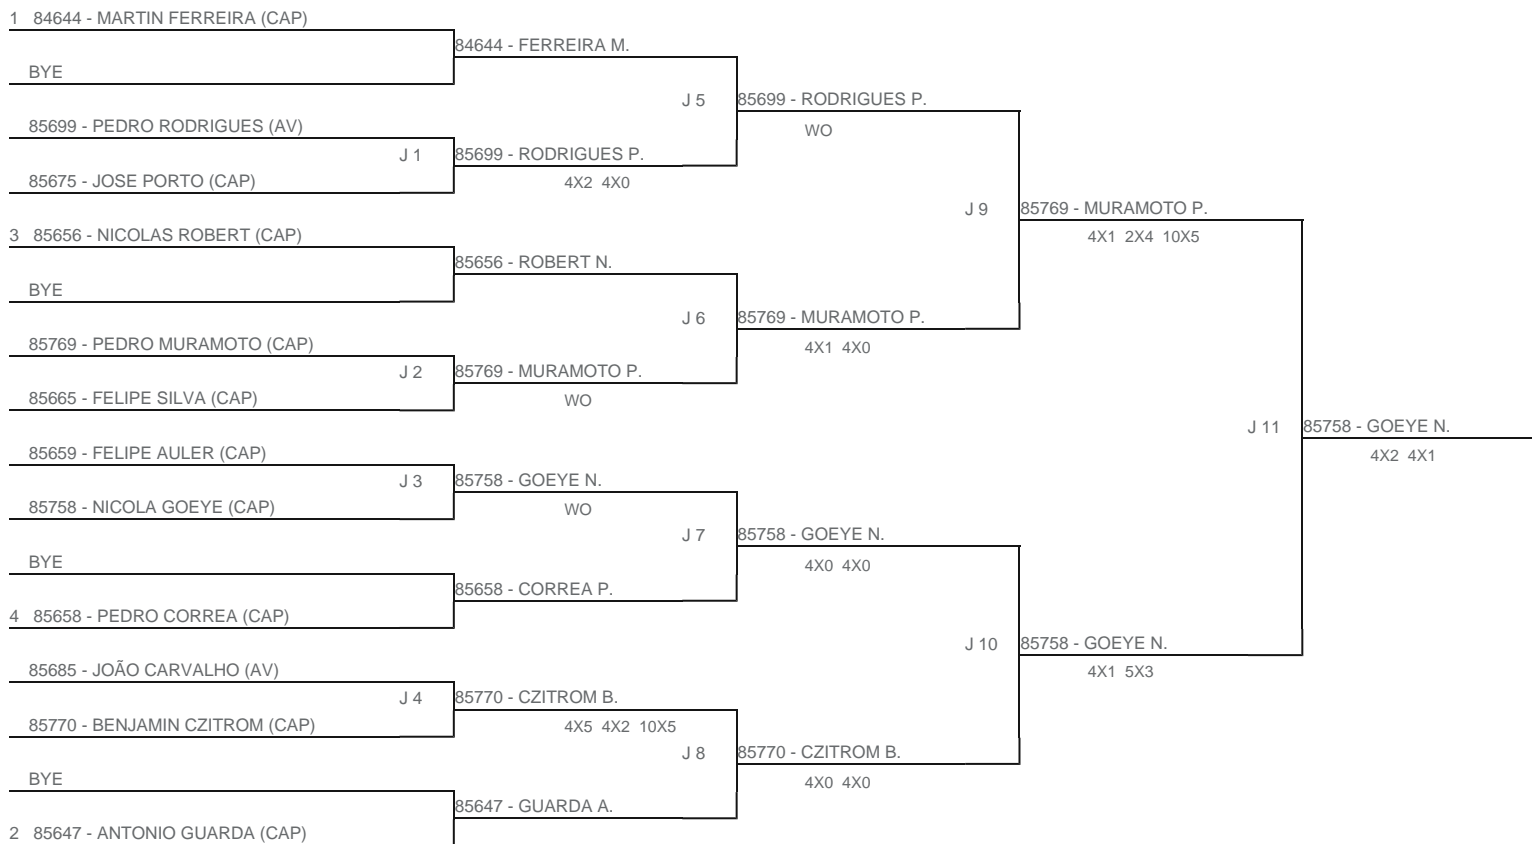 1 84644 - MARTIN FERREIRA (CAP)
84644 - FERREIRA M.
BYE
J 5
85699 - RODRIGUES P.
85699 - PEDRO RODRIGUES (AV)
WO
J 1
85699 - RODRIGUES P.
85675 - JOSE PORTO (CAP)
4X2 4X0
J 9
85769 - MURAMOTO P.
3 85656 - NICOLAS ROBERT (CAP)
4X1 2X4 10X5
85656 - ROBERT N.
BYE
J 6
85769 - MURAMOTO P.
85769 - PEDRO MURAMOTO (CAP)
4X1 4X0
J 2
85769 - MURAMOTO P.
85665 - FELIPE SILVA (CAP)
WO
J 11
85758 - GOEYE N.
85659 - FELIPE AULER (CAP)
4X2 4X1
J 3
85758 - GOEYE N.
85758 - NICOLA GOEYE (CAP)
WO
J 7
85758 - GOEYE N.
BYE
4X0 4X0
85658 - CORREA P.
4 85658 - PEDRO CORREA (CAP)
J 10
85758 - GOEYE N.
85685 - JOÃO CARVALHO (AV)
4X1 5X3
J 4
85770 - CZITROM B.
85770 - BENJAMIN CZITROM (CAP)
4X5 4X2 10X5
J 8
85770 - CZITROM B.
BYE
4X0 4X0
85647 - GUARDA A.
2 85647 - ANTONIO GUARDA (CAP)